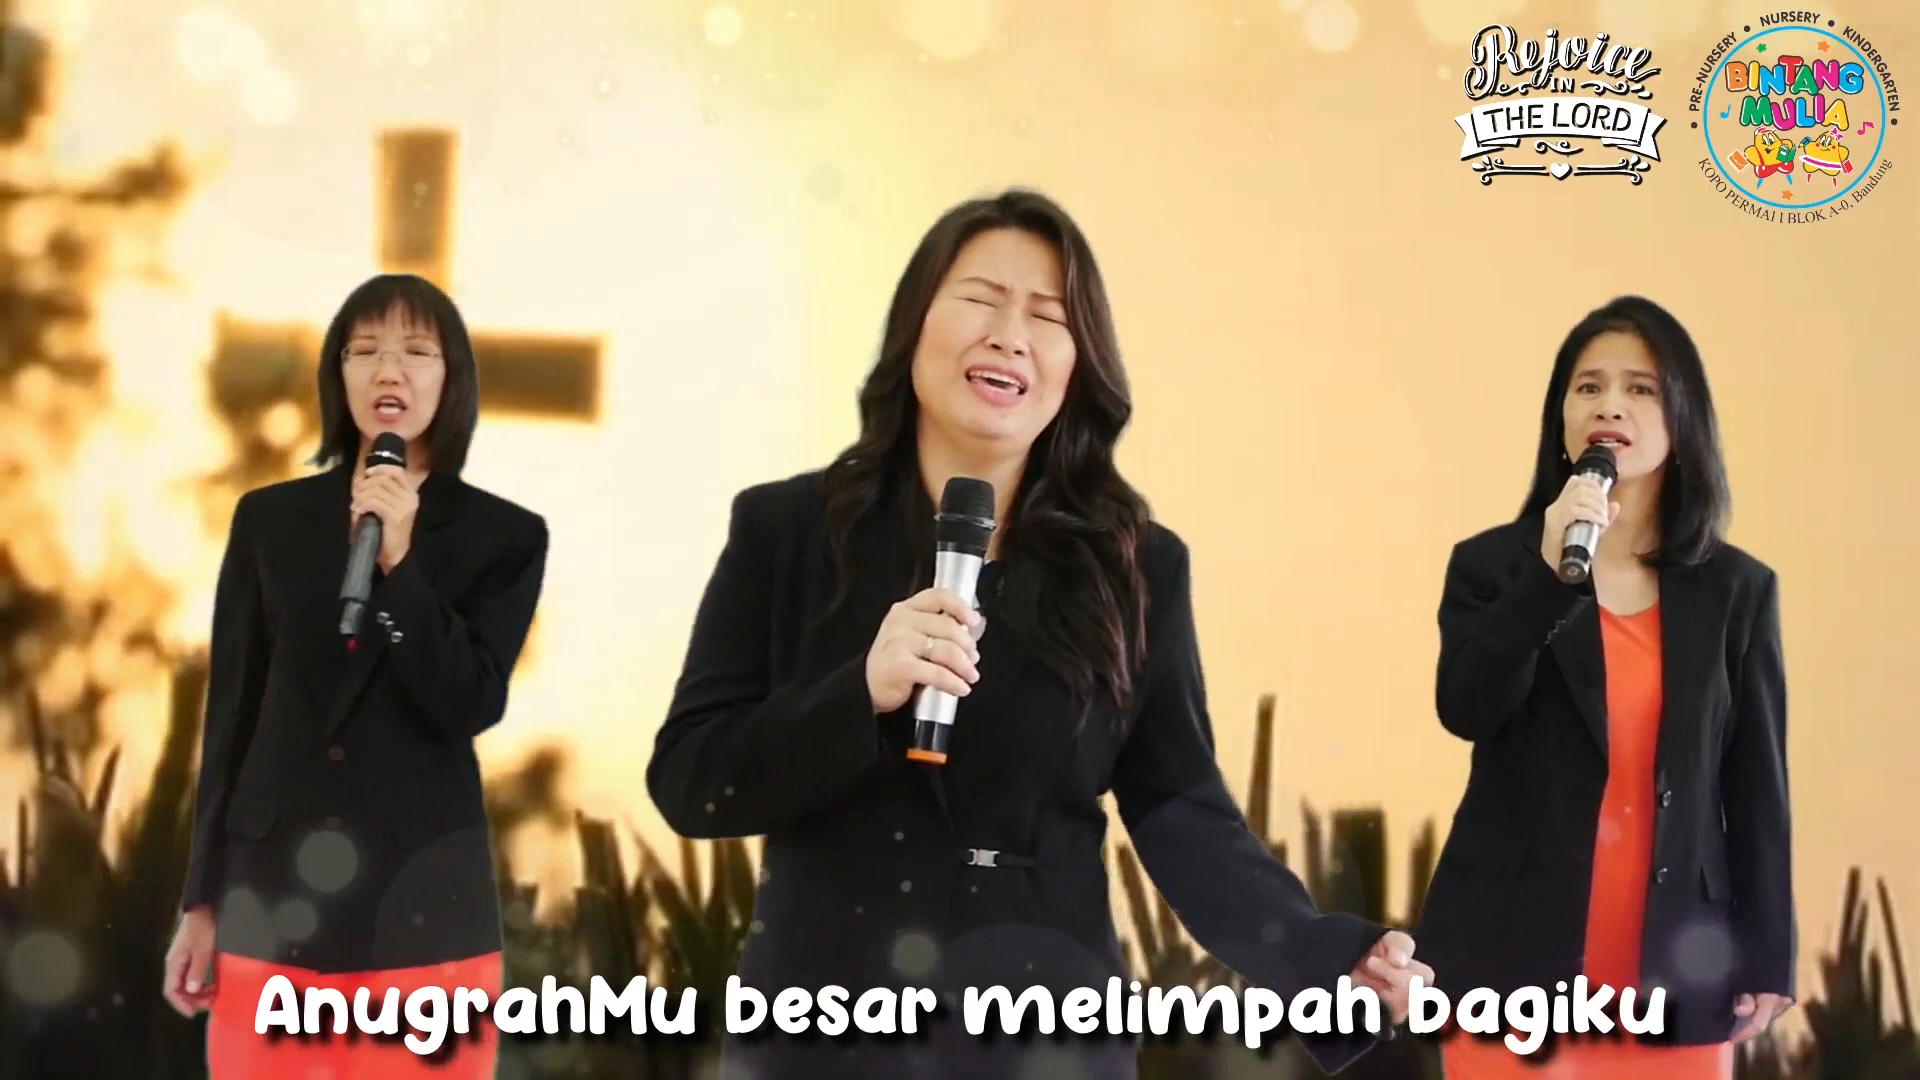 Rejoice
IN
THE LORD
PRE-NURSERY • NURSERY • KINDERGARTEN
BINTANG
MULIA
KOPO PERMAI I BLOK A-0, Bandung
AnugrahMu besar melimpah bagiku